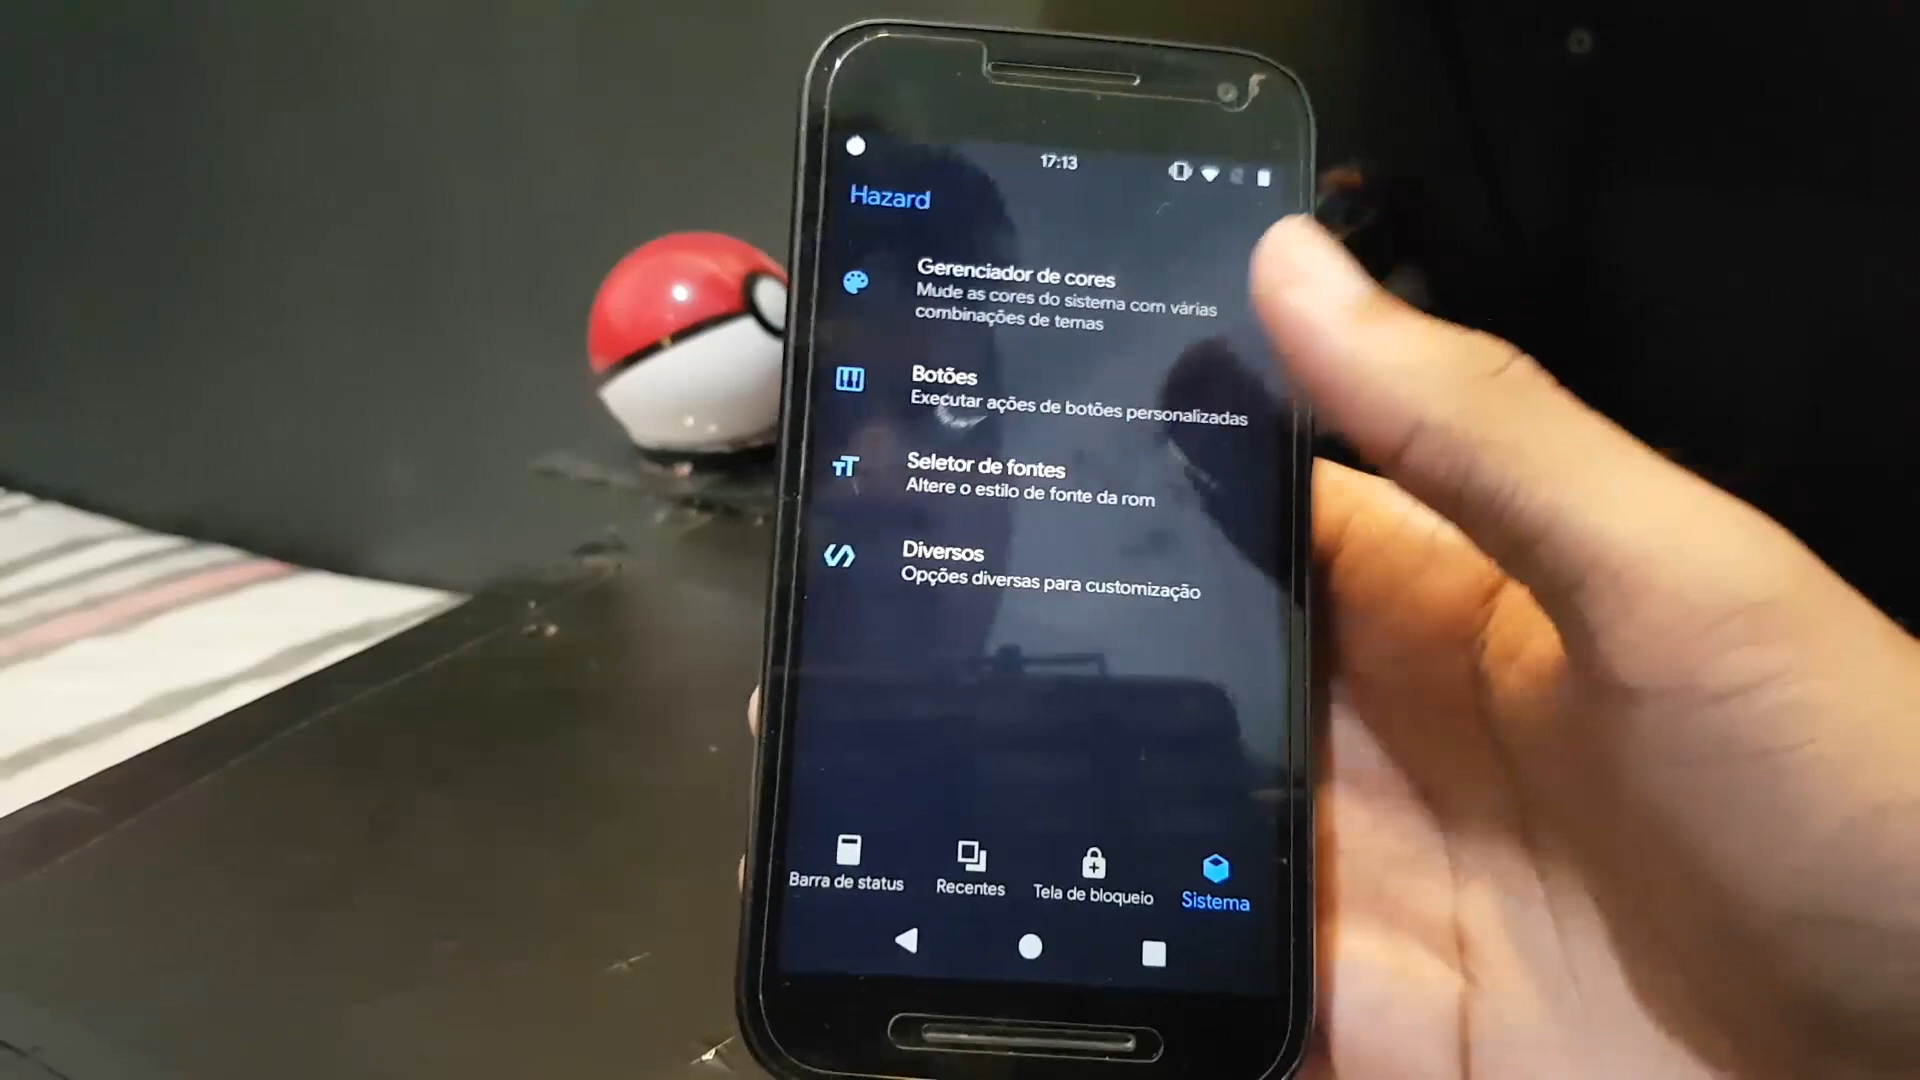 17:13
Hazard
Gerenciador de cores
Mude as cores do sistema com várias
combinações de temas
Botões
Executar ações de botões personalizadas
Seletor de fontes
Altere o estilo de fonte da rom
Diversos
Opções diversas para customização
Barra de status
Recentes
Tela de bloqueio
Sistema